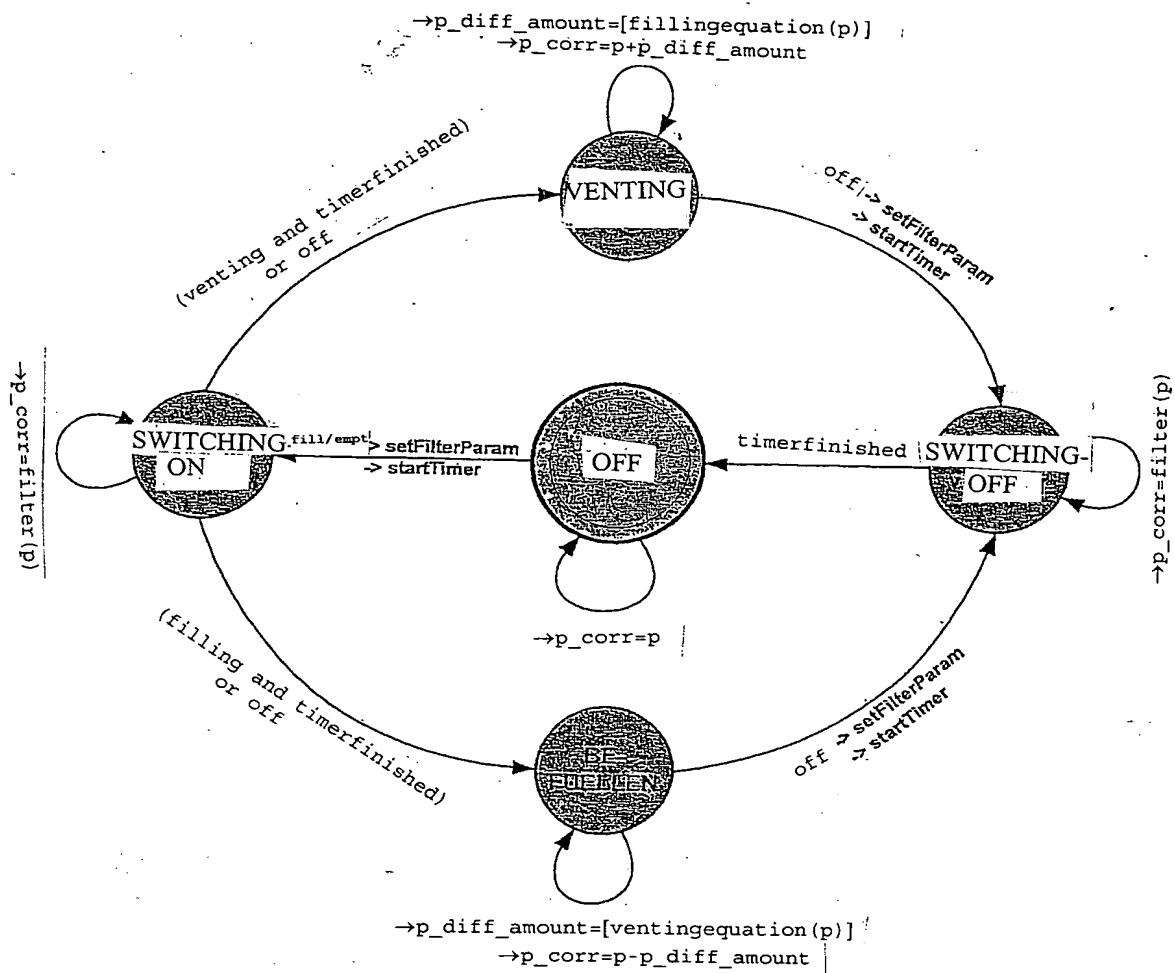 →p_diff_amount=[fillingequation(p)]
→p_corr=p+p_diff_amount
VENTING
(venting and timerfinished)
or off
off -> setFilterParam
-> startTimer
→p_corr=filter(p)
SWITCHING
ON
fill/empt > setFilterParam
-> startTimer
OFF
→p_corr=p
timerfinished
SWITCHING-
OFF
→p_corr=filter(p)
(filling and timerfinished)
or off
BE-
FUELLEN
off -> setFilterParam
-> startTimer
→p_diff_amount=[ventingequation(p)]
→p_corr=p-p_diff_amount